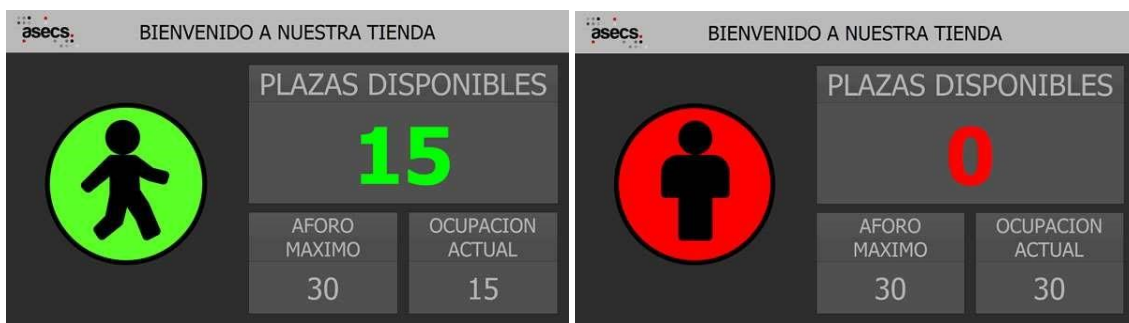 asecs.
BIENVENIDO A NUESTRA TIENDA
PLAZAS DISPONIBLES
15
AFORO
MAXIMO
30
OCUPACION
ACTUAL
15
asecs.
BIENVENIDO A NUESTRA TIENDA
PLAZAS DISPONIBLES
0
AFORO
MAXIMO
30
OCUPACION
ACTUAL
30